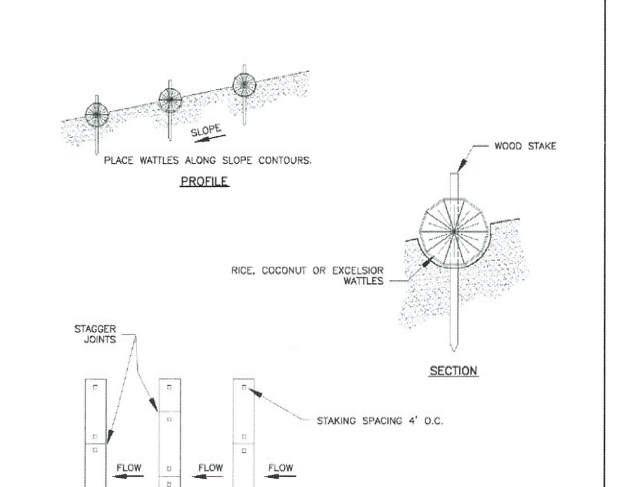 SLOPE
PLACE WATTLES ALONG SLOPE CONTOURS.
PROFILE
WOOD STAKE
RICE, COCONUT OR EXCELSIOR
WATTLES
SECTION
STAGGER
JOINTS
STAKING SPACING 4' O.C.
FLOW
FLOW
FLOW